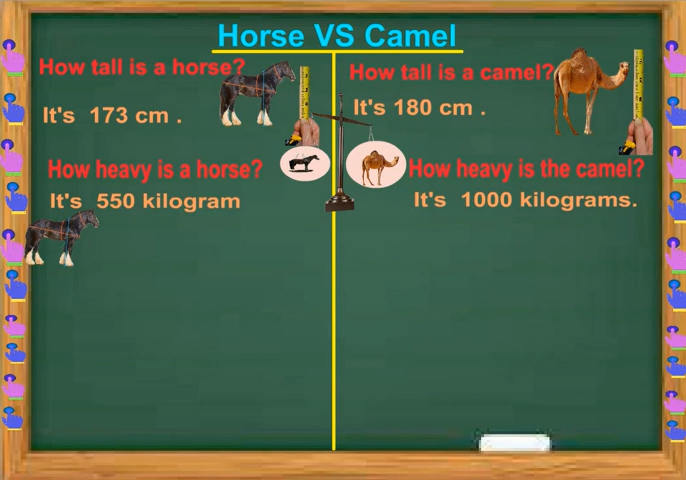 Horse VS Camel
How tall is a horse?
It's 173 cm .
How heavy is a horse?
It's 550 kilogram
How tall is a camel?
It's 180 cm .
How heavy is the camel?
It's 1000 kilograms.